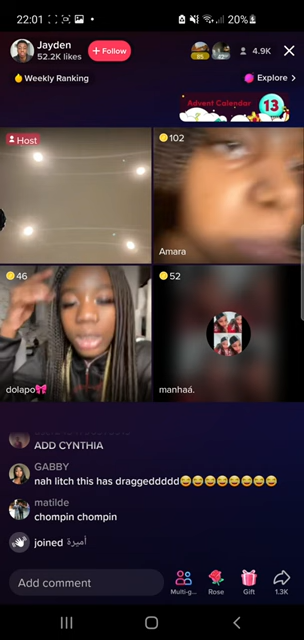 22:01
20%
Jayden
52.2K likes
+ Follow
4.9K
Weekly Ranking
Explore >
Advent Calendar 13
Host
102
Amara
46
dolapo
52
manhaá.
ADD CYNTHIA
GABBY
nah litch this has draggeddddd😂😂😂😂😂😂😂😂
matilde
chompin chompin
أميرة joined
Add comment
Multi-g...
Rose
Gift
1.3K